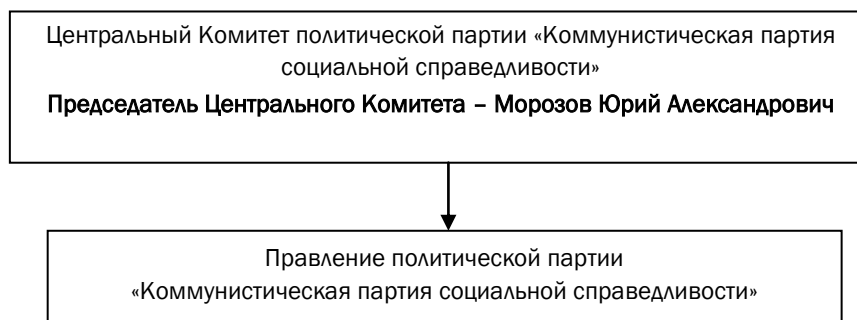 Центральный Комитет политической партии «Коммунистическая партия
социальной справедливости»
Председатель Центрального Комитета – Морозов Юрий Александрович
Правление политической партии
«Коммунистическая партия социальной справедливости»